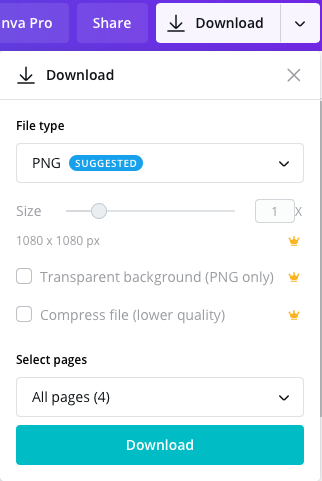 nva Pro Share Download
Download
File type
PNG SUGGESTED
Size 1 X
1080 x 1080 px
Transparent background (PNG only)
Compress file (lower quality)
Select pages
All pages (4)
Download